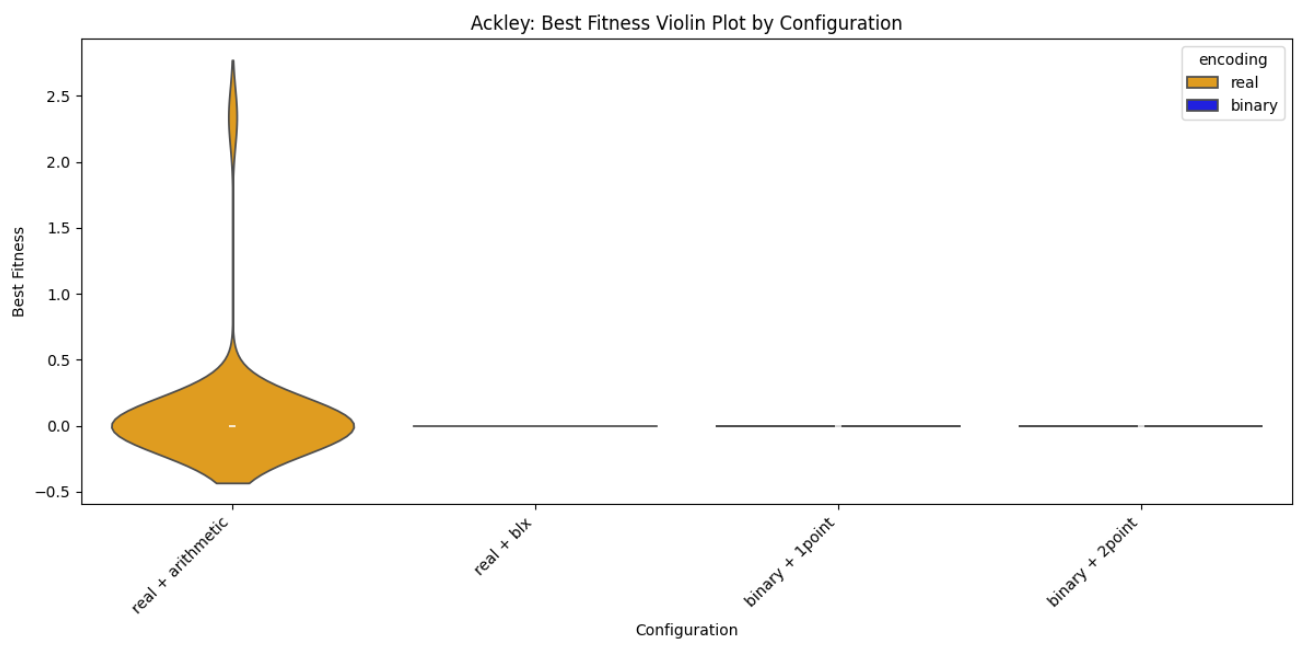 Ackley: Best Fitness Violin Plot by Configuration
encoding
real
binary
Best Fitness
2.5
2.0
1.5
1.0
0.5
0.0
−0.5
real + arithmetic
real + blx
binary + 1point
binary + 2point
Configuration